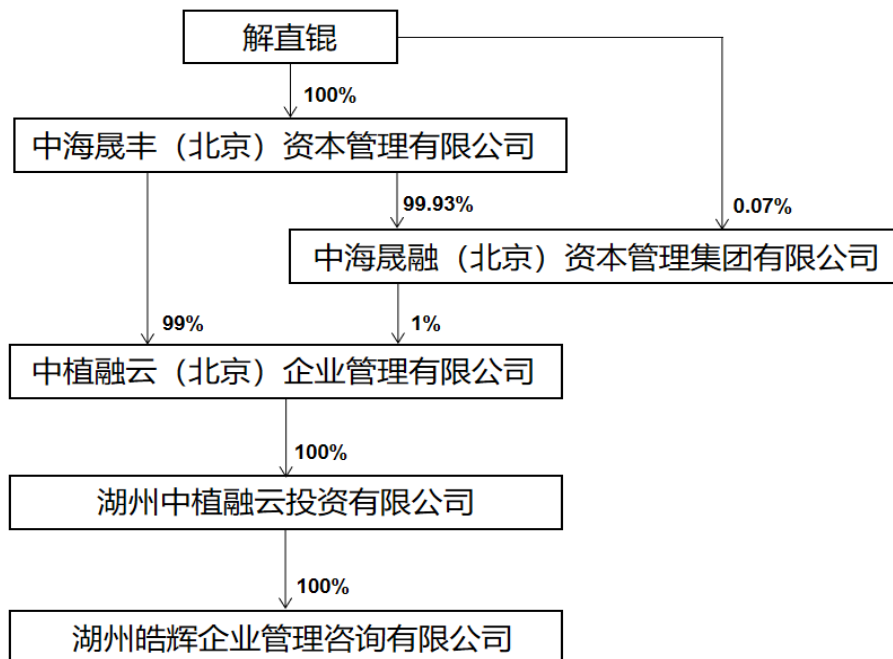 解直锟
100%
中海晟丰（北京）资本管理有限公司
99.93%
0.07%
中海晟融（北京）资本管理集团有限公司
99%
1%
中植融云（北京）企业管理有限公司
100%
湖州中植融云投资有限公司
100%
湖州皓辉企业管理咨询有限公司